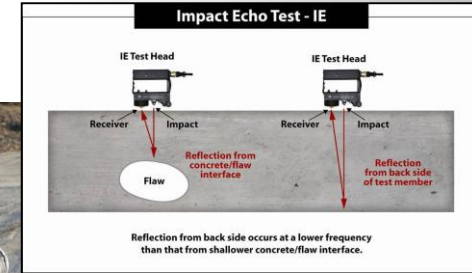 Impact Echo Test - IE
IE Test Head
IE Test Head
Receiver
Impact
Receiver
Impact
Reflection from
concrete/flaw
interface
Flaw
Reflection
from back side
of test member
Reflection from back side occurs at a lower frequency
than that from shallower concrete/flaw interface.